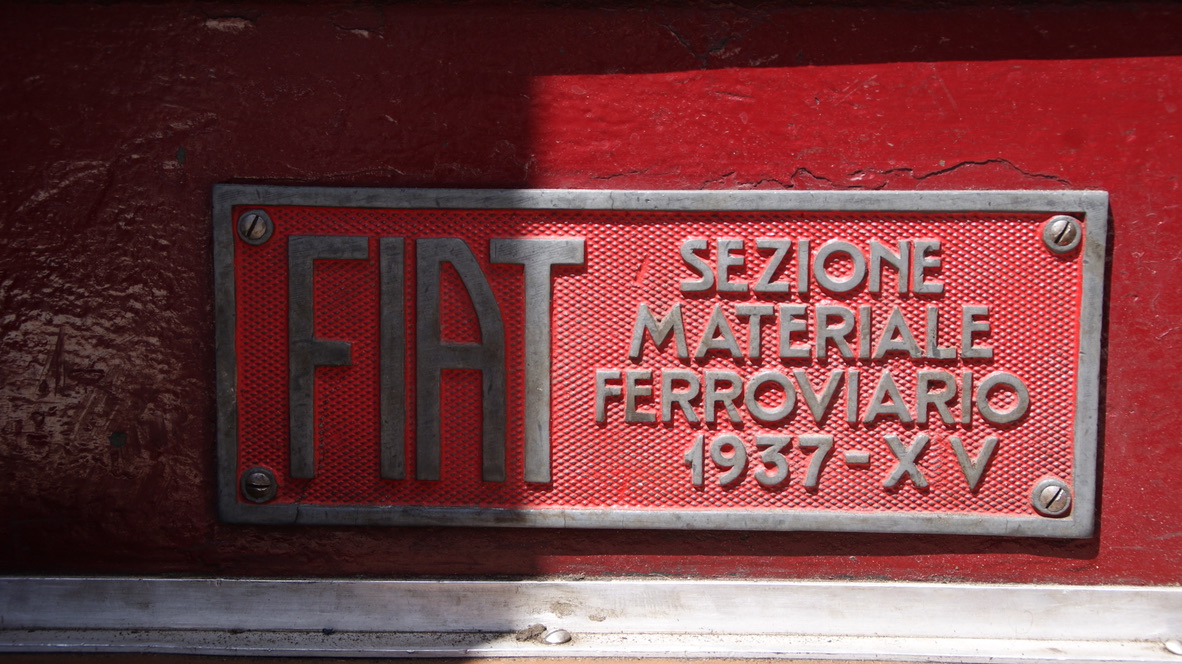 FIAT
SEZIONE
MATERIALE
FERROVIARIO
1937-XV